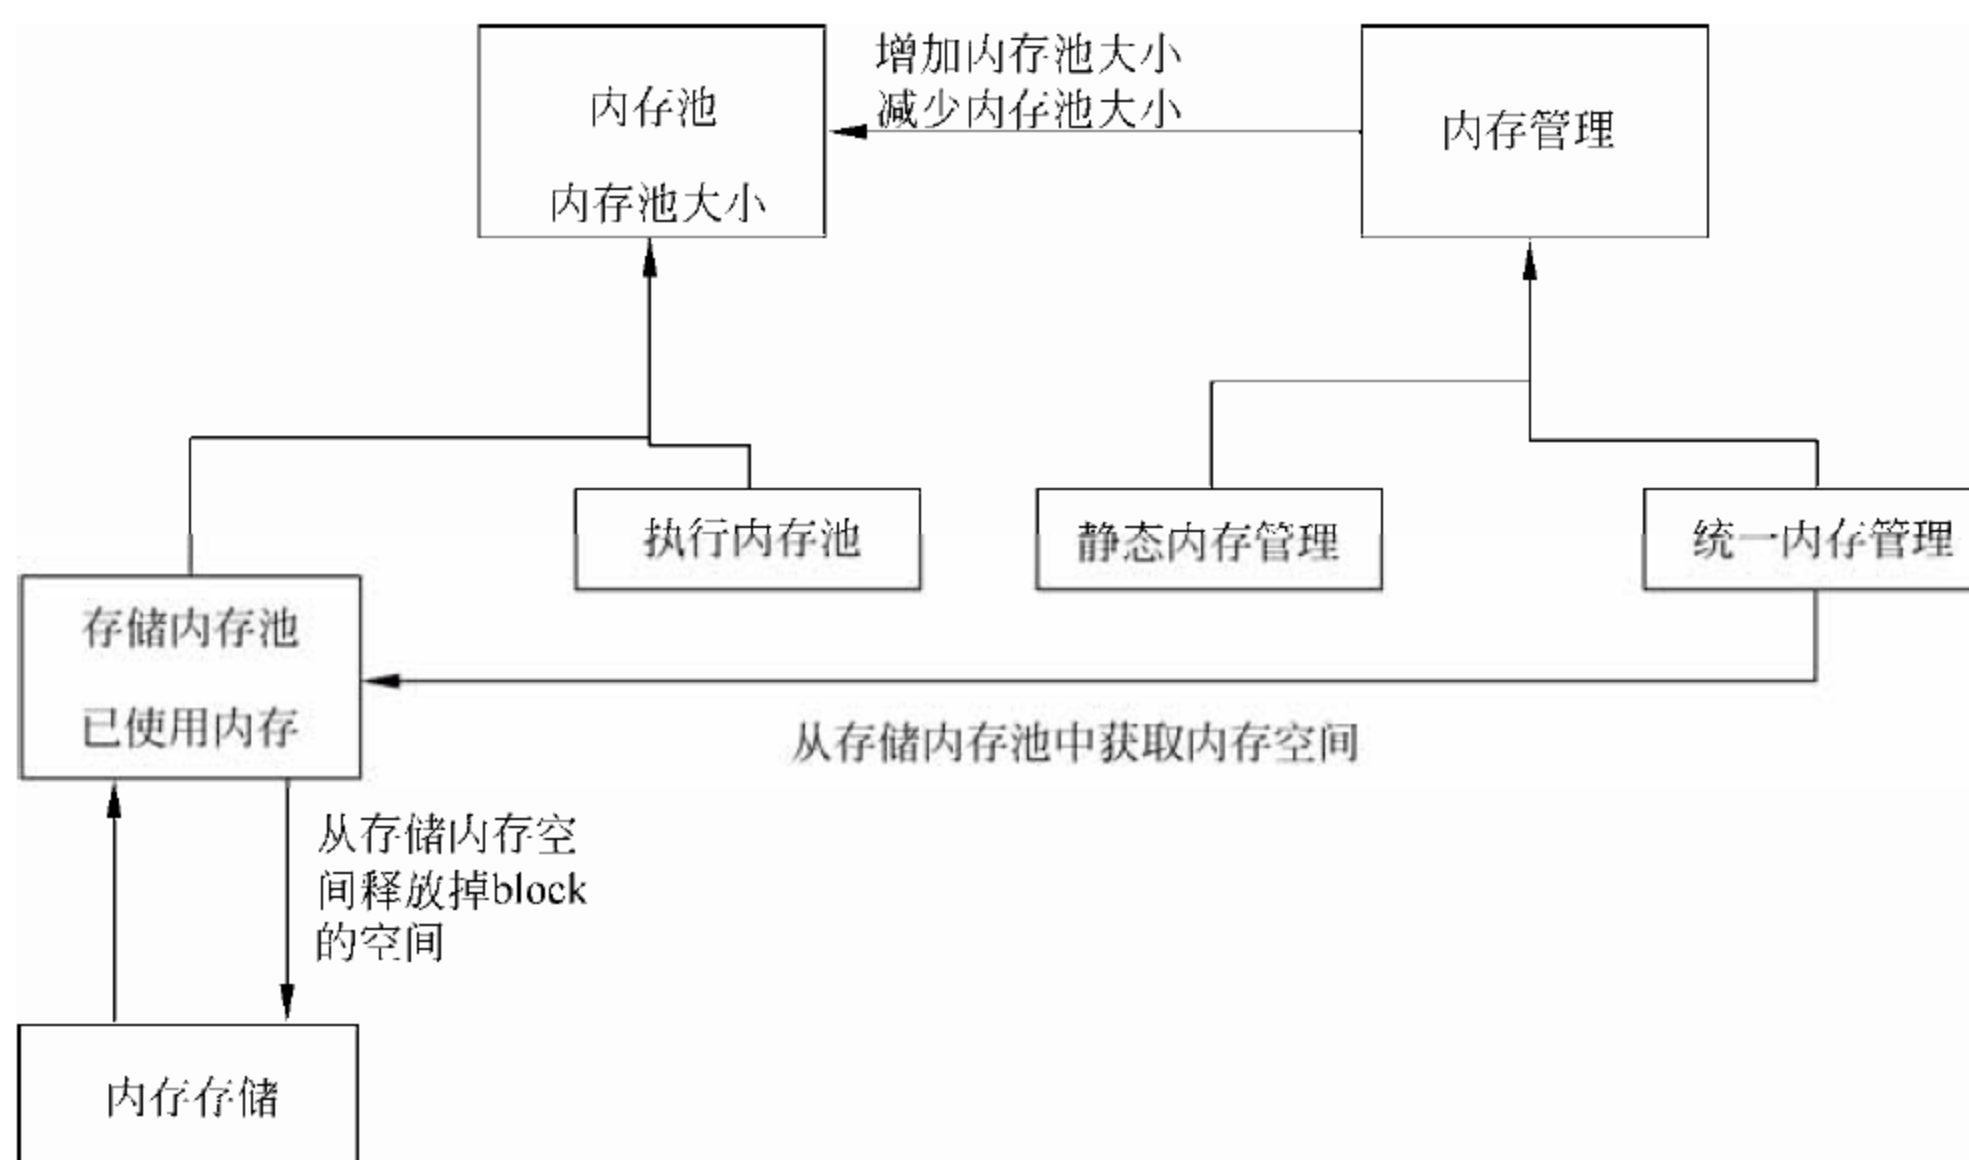 内存池
内存池大小
增加内存池大小
减少内存池大小
内存管理
执行内存池
静态内存管理
统一内存管理
存储内存池
已使用内存
从存储内存池中获取内存空间
从存储内存空
间释放掉block
的空间
内存存储